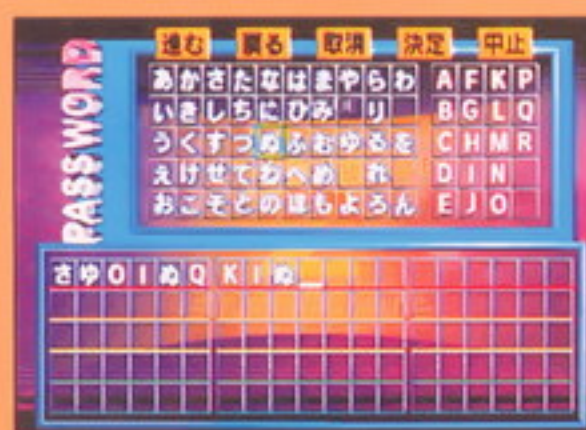 進む 戻る 取消 決定 中止
PASSWORD
あかさたなはまやらわ AFKP
いきしちにひみ゛り BGLQ
うくすつぬふむゆるを CHMR
えけせてねへめ れ DIN
おこそとのほもよろん EJO
さゆOIぬQKIぬ_